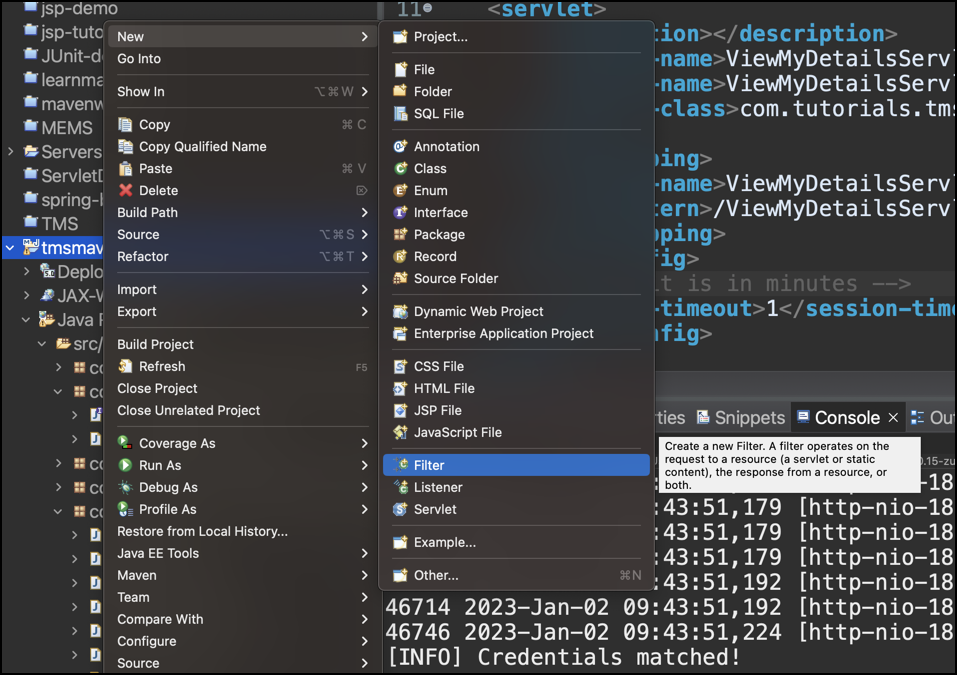 jsp-demo
jsp-tuto
JUnit-d
learnma
mavenw
MEMS
Servers
Servlet
spring-b
TMS
tmsmav
Deplo
JAX-W
Java R
src/
co
co
co
co
co
New
Go Into
Show In ⌥⌘W
Copy ⌘C
Copy Qualified Name
Paste ⌘V
Delete ⌦
Build Path
Source ⌥⌘S
Refactor ⌥⌘T
Import
Export
Build Project
Refresh F5
Close Project
Close Unrelated Project
Coverage As
Run As
Debug As
Profile As
Restore from Local History...
Java EE Tools
Maven
Team
Compare With
Configure
Source
Project...
File
Folder
SQL File
Annotation
Class
Enum
Interface
Package
Record
Source Folder
Dynamic Web Project
Enterprise Application Project
CSS File
HTML File
JSP File
JavaScript File
Filter
Listener
Servlet
Example...
Other... ⌘N
11 <servlet>
ion></description>
-name>ViewMyDetailsServ
-name>ViewMyDetailsServ
-class>com.tutorials.tms
ping>
-name>ViewMyDetailsServ
tern>/ViewMyDetailsServ
pping>
fig>
t is in minutes -->
-timeout>1</session-time
nfig>
ties Snippets Console Ou
Create a new Filter. A filter operates on the
request to a resource (a servlet or static
content), the response from a resource, or
both.
0.15-zu
-18
:43:51,179 [http-nio-18
:43:51,179 [http-nio-18
:43:51,179 [http-nio-18
:43:51,192 [http-nio-18
46714 2023-Jan-02 09:43:51,192 [http-nio-18
46746 2023-Jan-02 09:43:51,224 [http-nio-18
[INFO] Credentials matched!